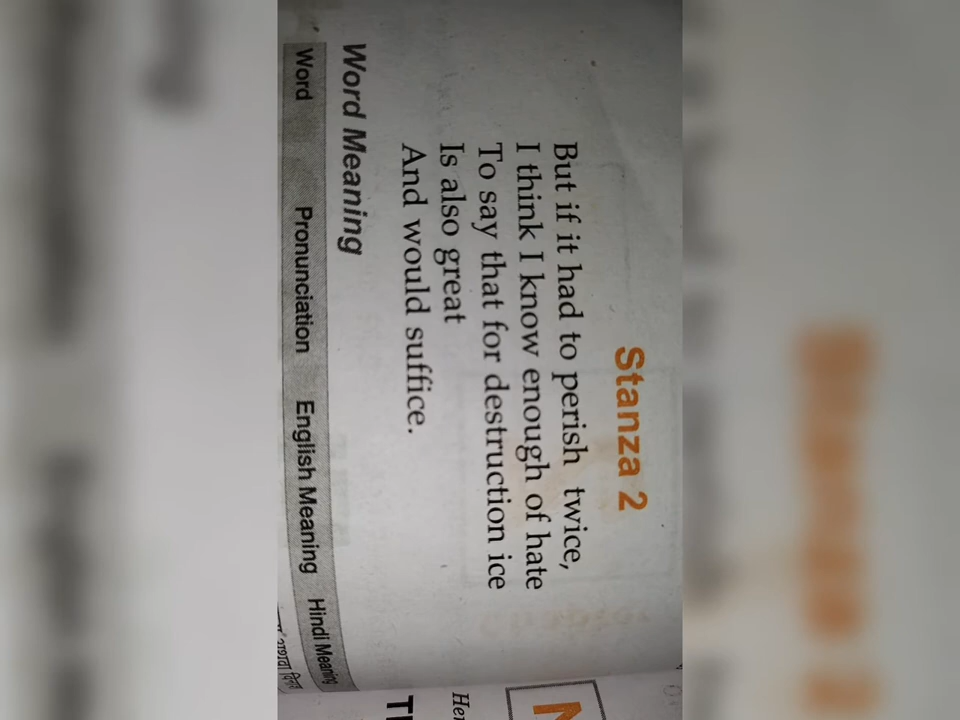 Stanza 2
But if it had to perish twice,
I think I know enough of hate
To say that for destruction ice
Is also great
And would suffice.
Word Meaning
Word Pronunciation English Meaning Hindi Meaning